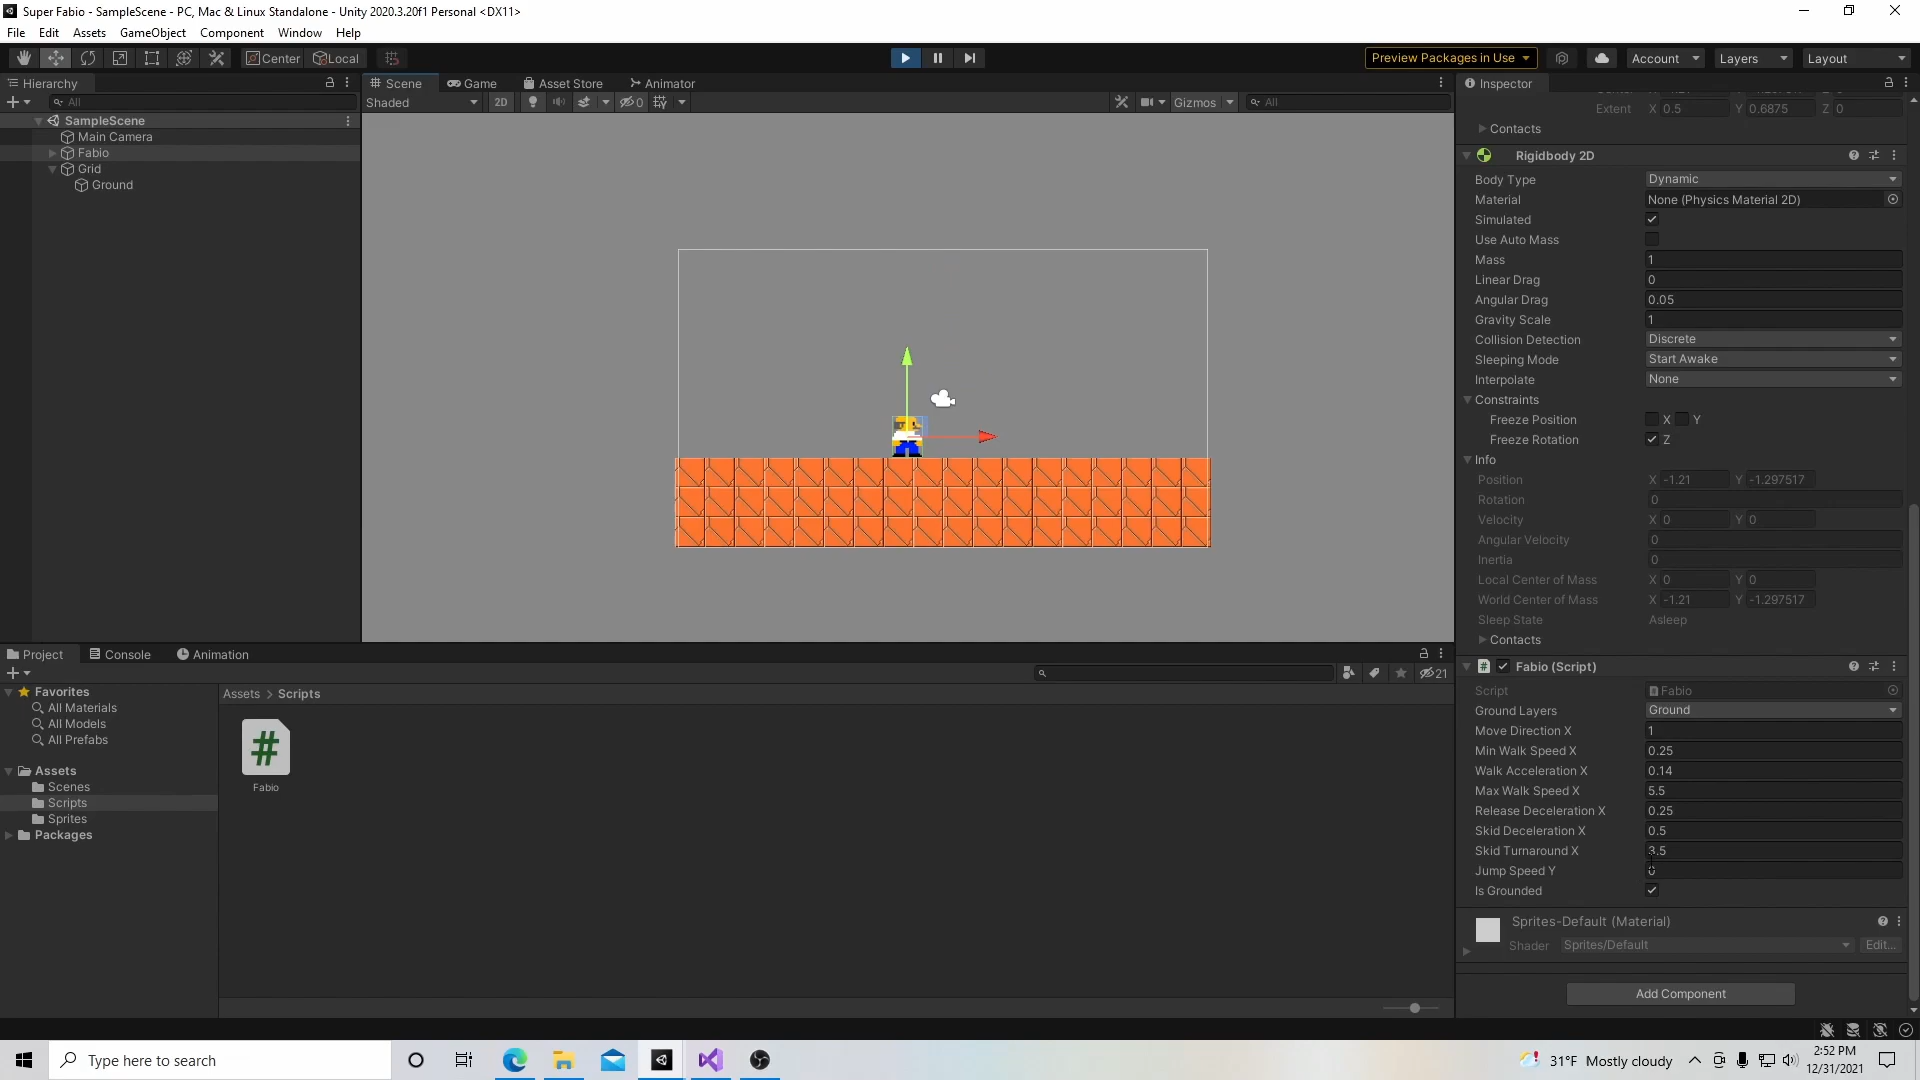 Super Fabio - SampleScene - PC, Mac & Linux Standalone - Unity 2020.3.20f1 Personal <DX11>
File Edit Assets GameObject Component Window Help
Center Local
Preview Packages in Use Account Layers Layout
Hierarchy
All
SampleScene
Main Camera
Fabio
Grid
Ground
Scene Game Asset Store Animator
Shaded 2D 0 Gizmos All
Inspector
Extent X 0.5 Y 0.6875 Z 0
Contacts
Rigidbody 2D
Body Type Dynamic
Material None (Physics Material 2D)
Simulated
Use Auto Mass
Mass 1
Linear Drag 0
Angular Drag 0.05
Gravity Scale 1
Collision Detection Discrete
Sleeping Mode Start Awake
Interpolate None
Constraints
Freeze Position X Y
Freeze Rotation Z
Info
Position X -1.21 Y -1.297517
Rotation 0
Velocity X 0 Y 0
Angular Velocity 0
Inertia 0
Local Center of Mass X 0 Y 0
World Center of Mass X -1.21 Y -1.297517
Sleep State Asleep
Contacts
# Fabio (Script)
Script Fabio
Ground Layers Ground
Move Direction X 1
Min Walk Speed X 0.25
Walk Acceleration X 0.14
Max Walk Speed X 5.5
Release Deceleration X 0.25
Skid Deceleration X 0.5
Skid Turnaround X 3.5
Jump Speed Y 0
Is Grounded
Sprites-Default (Material)
Shader Sprites/Default Edit...
Add Component
Project Console Animation
21
Favorites
All Materials
All Models
All Prefabs
Assets
Scenes
Scripts
Sprites
Packages
Assets > Scripts
#
Fabio
Type here to search
31°F Mostly cloudy
2:52 PM
12/31/2021